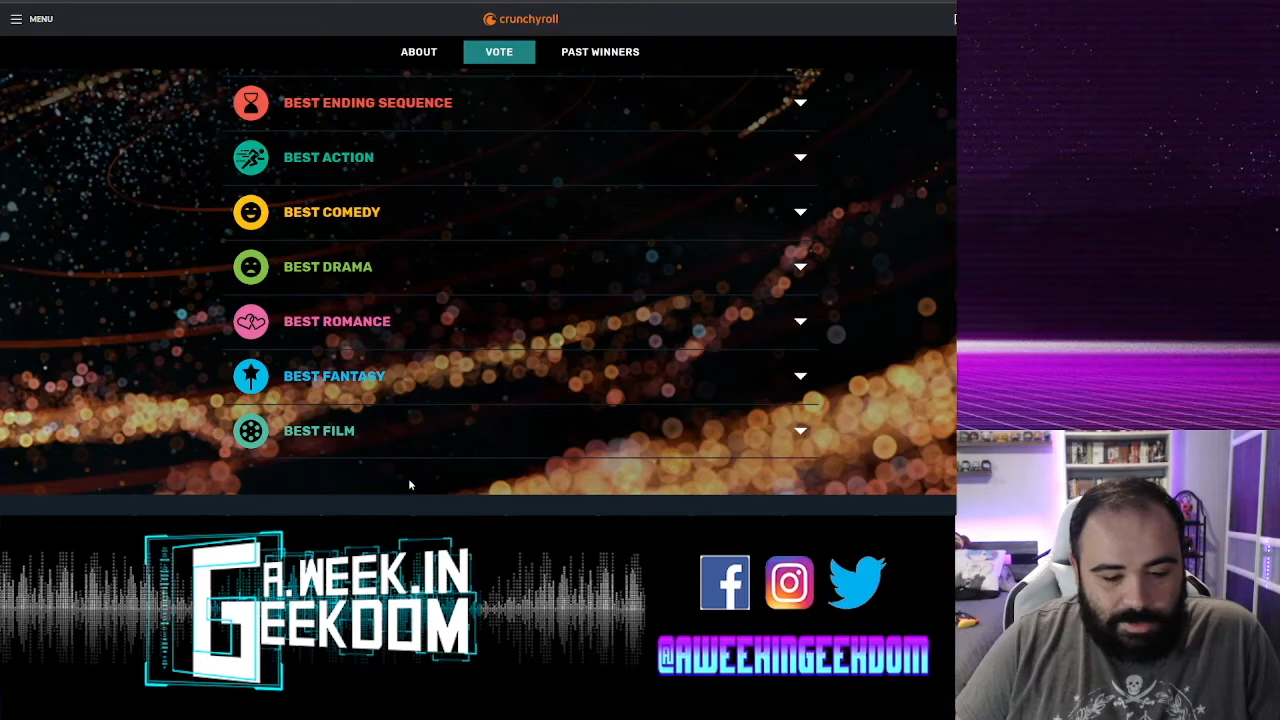 MENU
crunchyroll
ABOUT
VOTE
PAST WINNERS
BEST ENDING SEQUENCE
BEST ACTION
BEST COMEDY
BEST DRAMA
BEST ROMANCE
BEST FANTASY
BEST FILM
A.WEEK.IN
GEEKDOM
@AWEEKINGEEKDOM